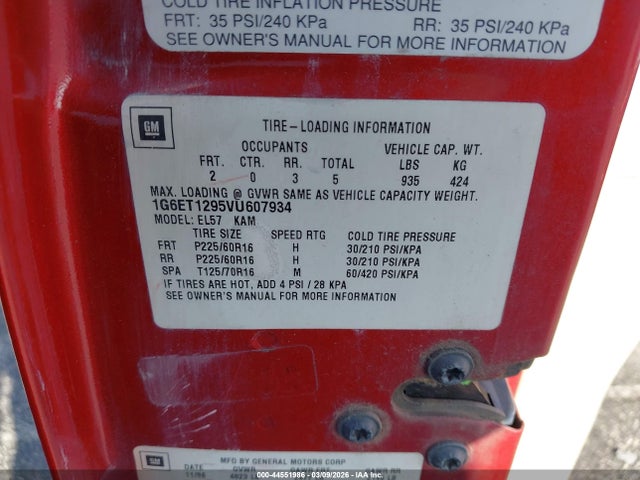 COLD TIRE INFLATION PRESSURE
FRT: 35 PSI/240 KPa RR: 35 PSI/240 KPa
SEE OWNER'S MANUAL FOR MORE INFORMATION
GM
TIRE-LOADING INFORMATION
OCCUPANTS VEHICLE CAP. WT.
FRT. CTR. RR. TOTAL LBS KG
2 0 3 5 935 424
MAX. LOADING @ GVWR SAME AS VEHICLE CAPACITY WEIGHT.
1G6ET1295VU607934
MODEL: EL57 KAM
TIRE SIZE SPEED RTG COLD TIRE PRESSURE
FRT P225/60R16 H 30/210 PSI/KPA
RR P225/60R16 H 30/210 PSI/KPA
SPA T125/70R16 M 60/420 PSI/KPA
IF TIRES ARE HOT, ADD 4 PSI / 28 KPA
SEE OWNER'S MANUAL FOR MORE INFORMATION
GM
MFG BY GENERAL MOTORS CORP
DATE GVWR
000 - 44551986 - 03/09/2026 - IAAI